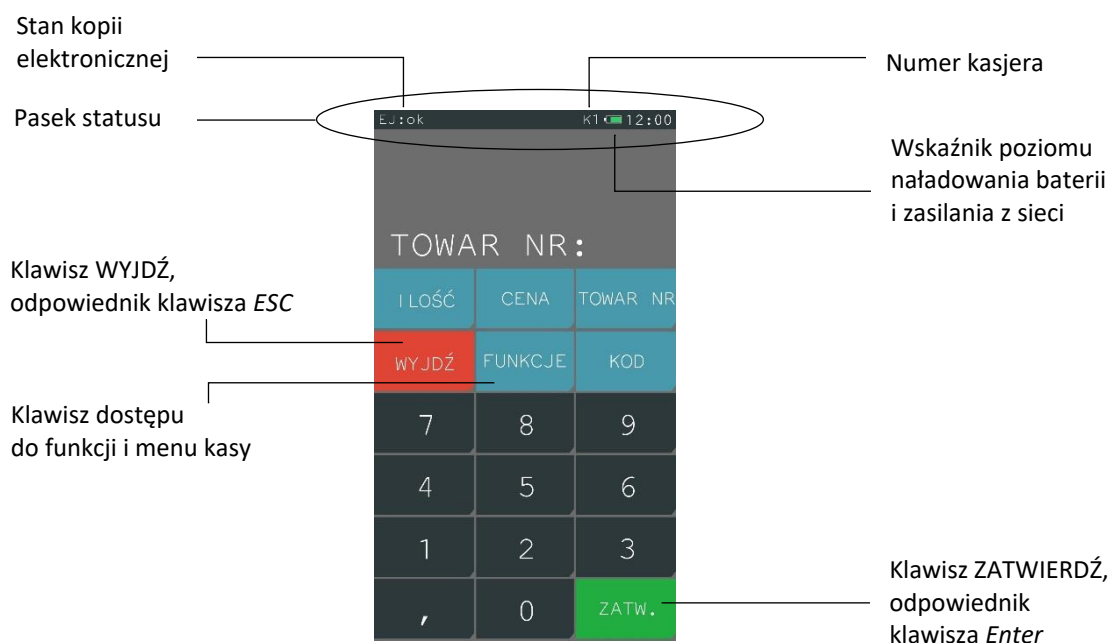 Stan kopii
elektronicznej
Numer kasjera
Pasek statusu
EJ:ok K1 12:00
Wskaźnik poziomu
naładowania baterii
i zasilania z sieci
TOWAR NR:
Klawisz WYJDŹ,
odpowiednik klawisza ESC
ILOŚĆ CENA TOWAR NR
WYJDŹ FUNKCJE KOD
Klawisz dostępu
do funkcji i menu kasy
7 8 9
4 5 6
1 2 3
, 0 ZATW.
Klawisz ZATWIERDŹ,
odpowiednik
klawisza Enter